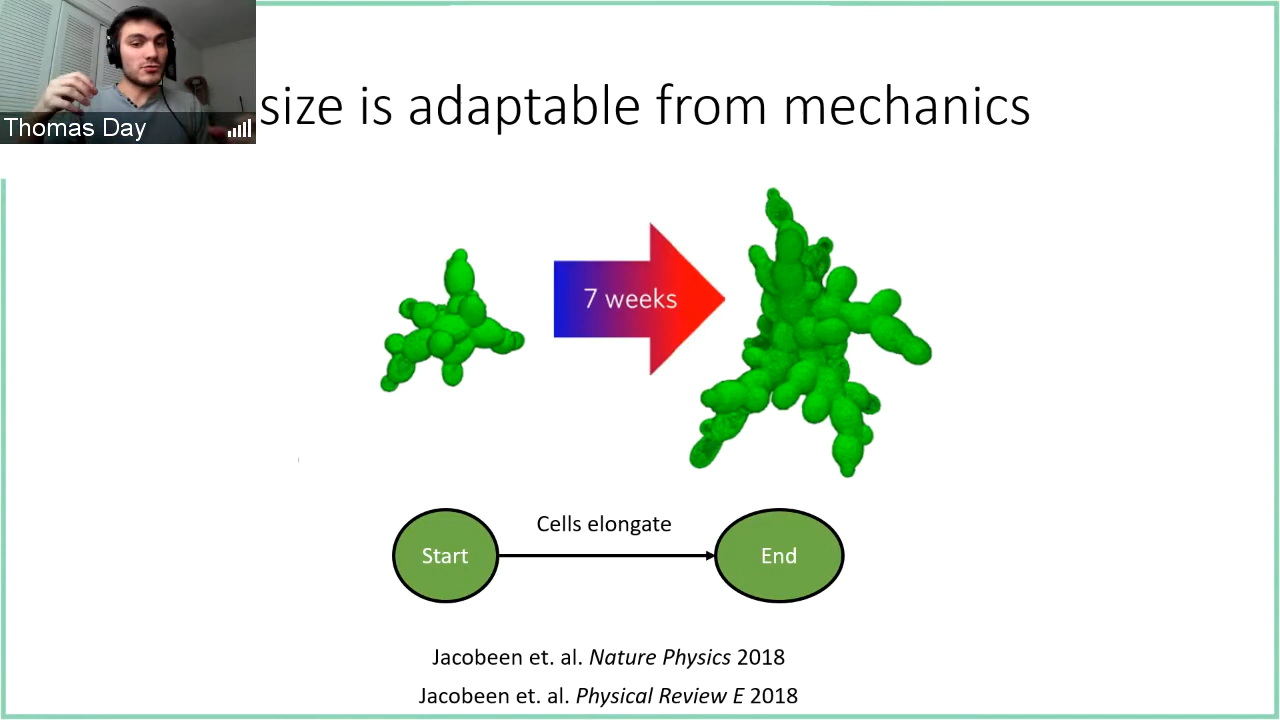 Thomas Day
size is adaptable from mechanics
7 weeks
Cells elongate
Start
End
Jacobeen et. al. Nature Physics 2018
Jacobeen et. al. Physical Review E 2018